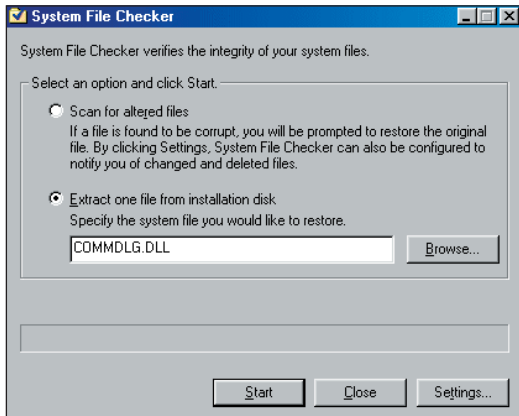 System File Checker
System File Checker verifies the integrity of your system files.
Select an option and click Start.
Scan for altered files
If a file is found to be corrupt, you will be prompted to restore the original
file. By clicking Settings, System File Checker can also be configured to
notify you of changed and deleted files.
Extract one file from installation disk
Specify the system file you would like to restore.
COMMDLG.DLL
Browse...
Start
Close
Settings...